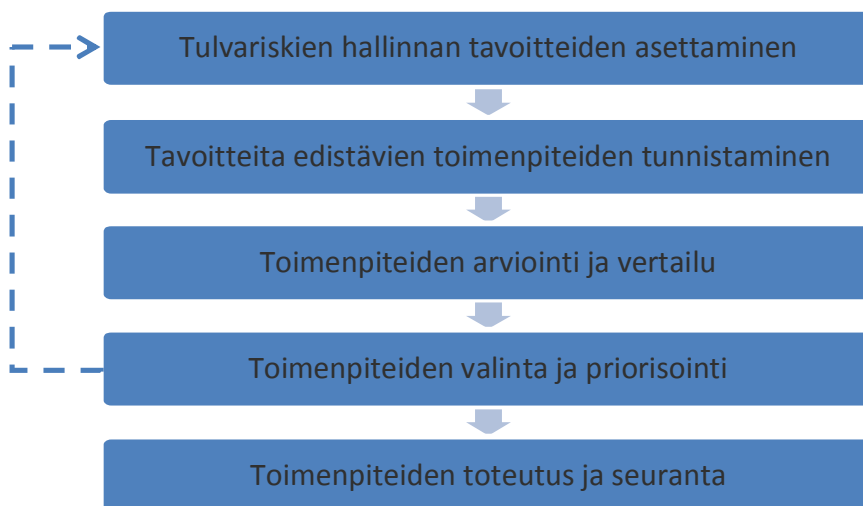 Tulvariskien hallinnan tavoitteiden asettaminen
Tavoitteita edistävien toimenpiteiden tunnistaminen
Toimenpiteiden arviointi ja vertailu
Toimenpiteiden valinta ja priorisointi
Toimenpiteiden toteutus ja seuranta